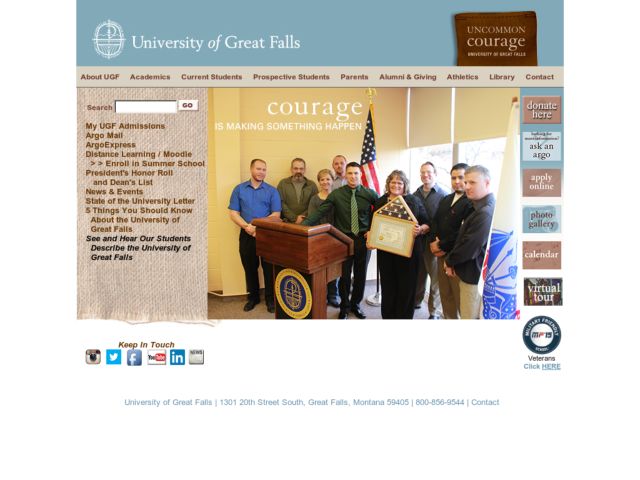 University of Great Falls
UNCOMMON
courage
UNIVERSITY OF GREAT FALLS
About UGF Academics Current Students Prospective Students Parents Alumni & Giving Athletics Library Contact
Search GO
My UGF Admissions
Argo Mail
ArgoExpress
Distance Learning / Moodle
> > Enroll in Summer School
President's Honor Roll
and Dean's List
News & Events
State of the University Letter
5 Things You Should Know
About the University of
Great Falls
See and Hear Our Students
Describe the University of
Great Falls
courage
IS MAKING SOMETHING HAPPEN
donate
here
ask an
argo
apply
online
photo
gallery
calendar
virtual
tour
MILITARY FRIENDLY
SCHOOL
Veterans
Click HERE
Keep In Touch
You Tube
in
NEWS
University of Great Falls | 1301 20th Street South, Great Falls, Montana 59405 | 800-856-9544 | Contact